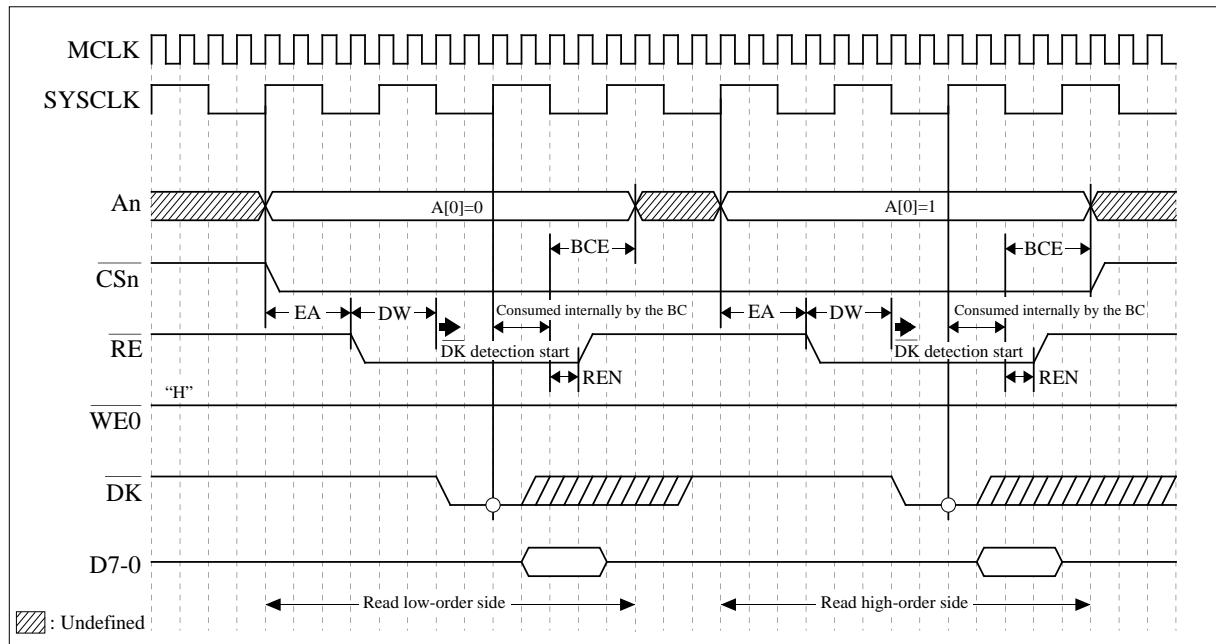 MCLK
SYSCLK
An
A[0]=0
A[0]=1
BCE
BCE
CSn
EA
DW
Consumed internally by the BC
EA
DW
Consumed internally by the BC
RE
DK detection start
DK detection start
REN
REN
"H"
WE0
DK
D7-0
Read low-order side
Read high-order side
: Undefined